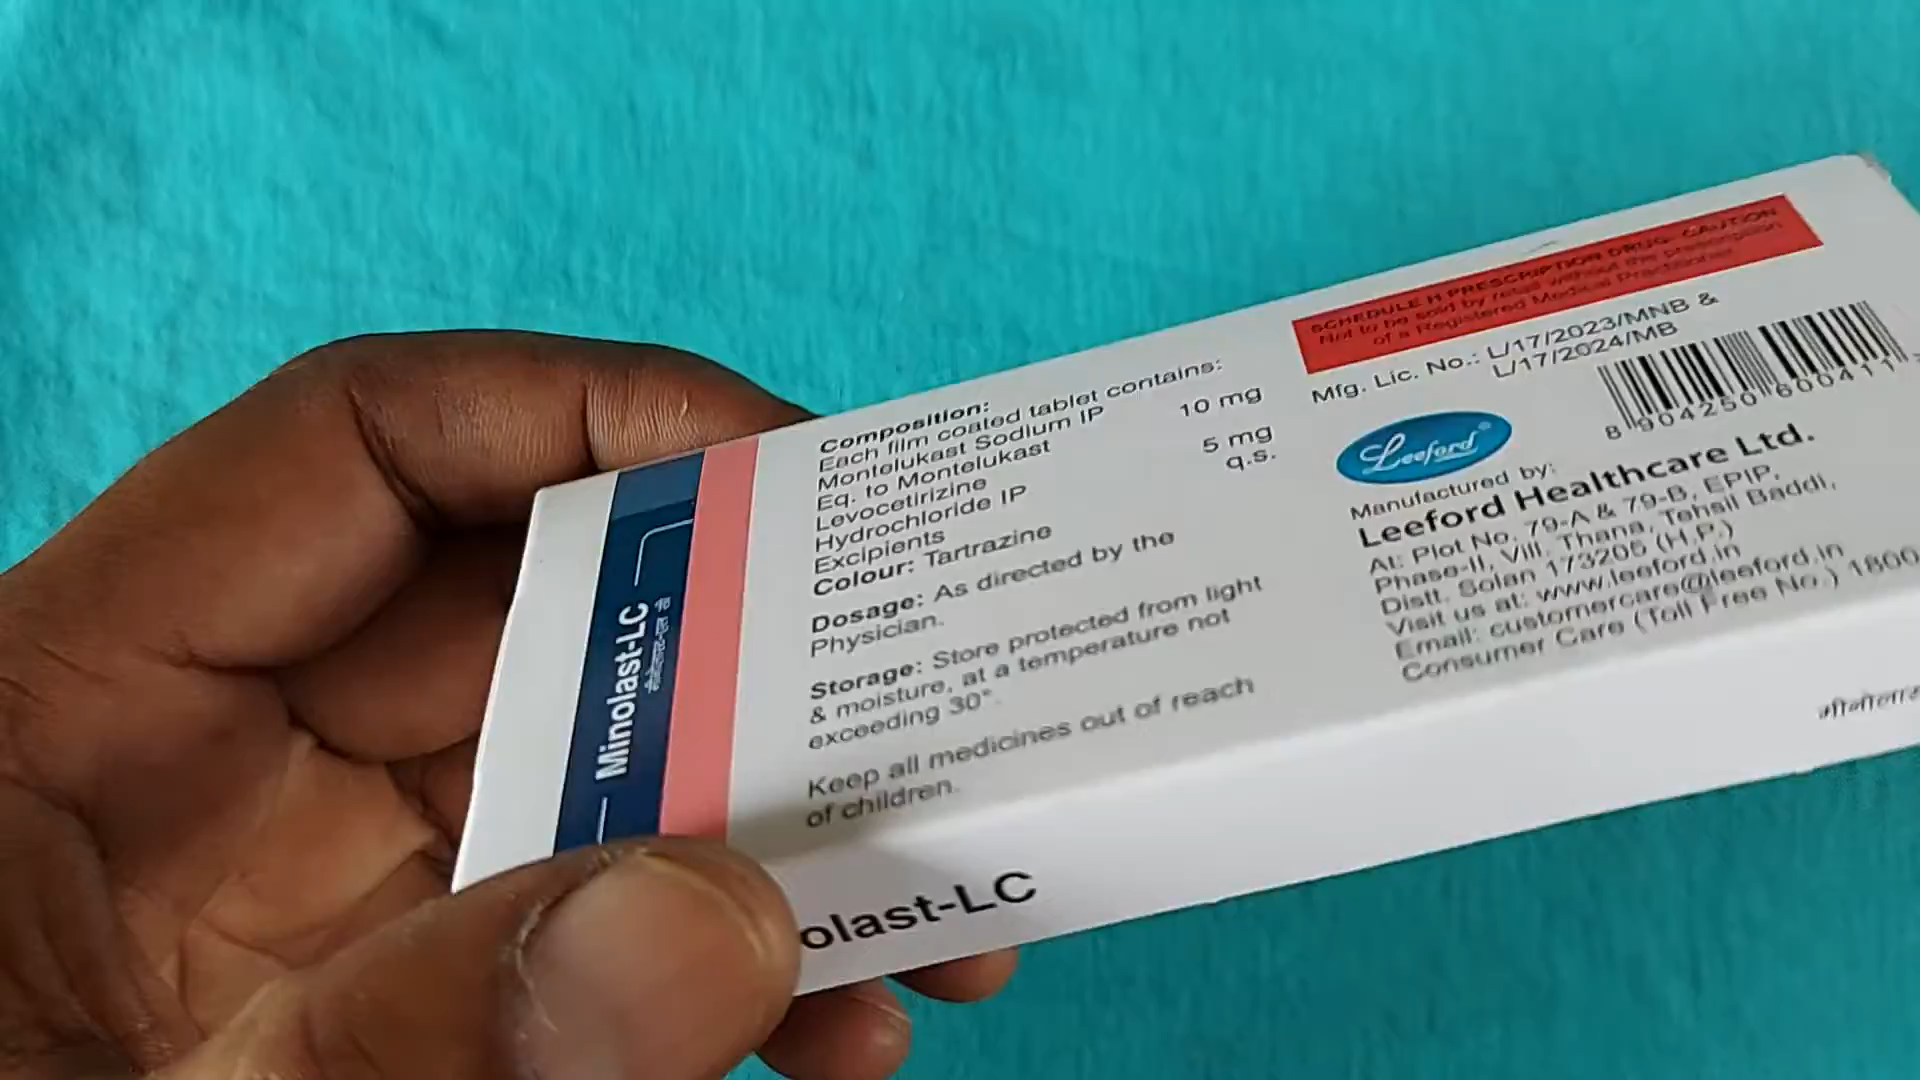 Minolast-LC
मीनोलास्ट-एल सी
Composition:
Each film coated tablet contains:
Montelukast Sodium IP
Eq. to Montelukast 10 mg
Levocetirizine
Hydrochloride IP 5 mg
Excipients q.s.
Colour: Tartrazine
Dosage: As directed by the
Physician.
Storage: Store protected from light
& moisture, at a temperature not
exceeding 30°.
Keep all medicines out of reach
of children.
SCHEDULE H PRESCRIPTION DRUG- CAUTION
Not to be sold by retail without the prescription
of a Registered Medical Practitioner.
Mfg. Lic. No.: L/17/2023/MNB &
L/17/2024/MB
8 904250 600411
Leeford®
Manufactured by:
Leeford Healthcare Ltd.
At: Plot No. 79-A & 79-B, EPIP,
Phase-II, Vill. Thana, Tehsil Baddi,
Distt. Solan 173205 (H.P.)
Visit us at: www.leeford.in
Email: customercare@leeford.in
Consumer Care (Toll Free No.) 1800
olast-LC